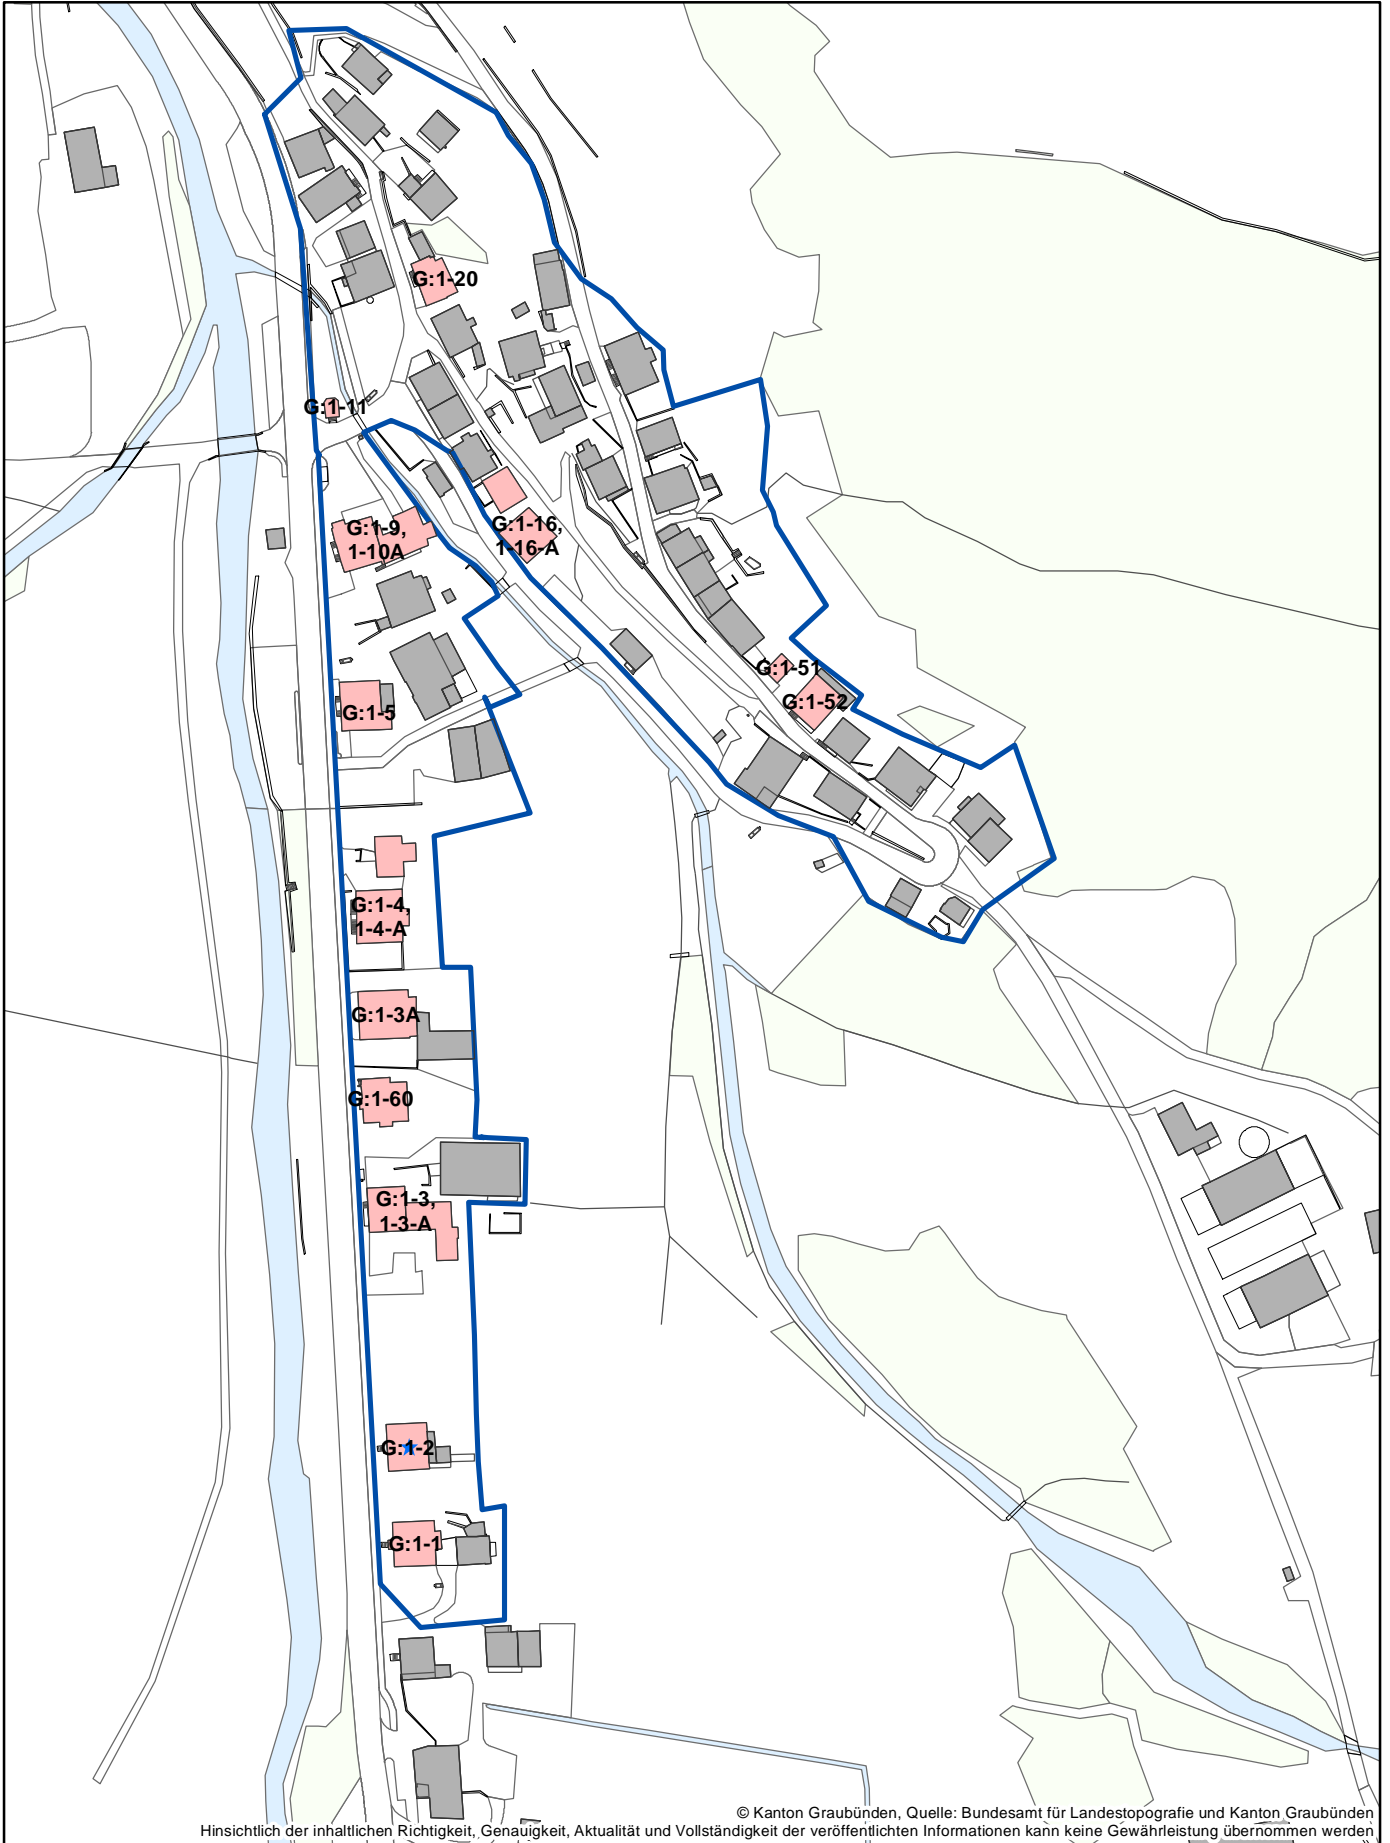 G:1-20
G:1-11
G:1-9,
1-10A
G:1-16,
1-16-A
G:1-51
G:1-52
G:1-5
G:1-4,
1-4-A
G:1-3A
G:1-60
G:1-3,
1-3-A
G:1-2
G:1-1
© Kanton Graubünden, Quelle: Bundesamt für Landestopografie und Kanton Graubünden
Hinsichtlich der inhaltlichen Richtigkeit, Genauigkeit, Aktualität und Vollständigkeit der veröffentlichten Informationen kann keine Gewährleistung übernommen werden